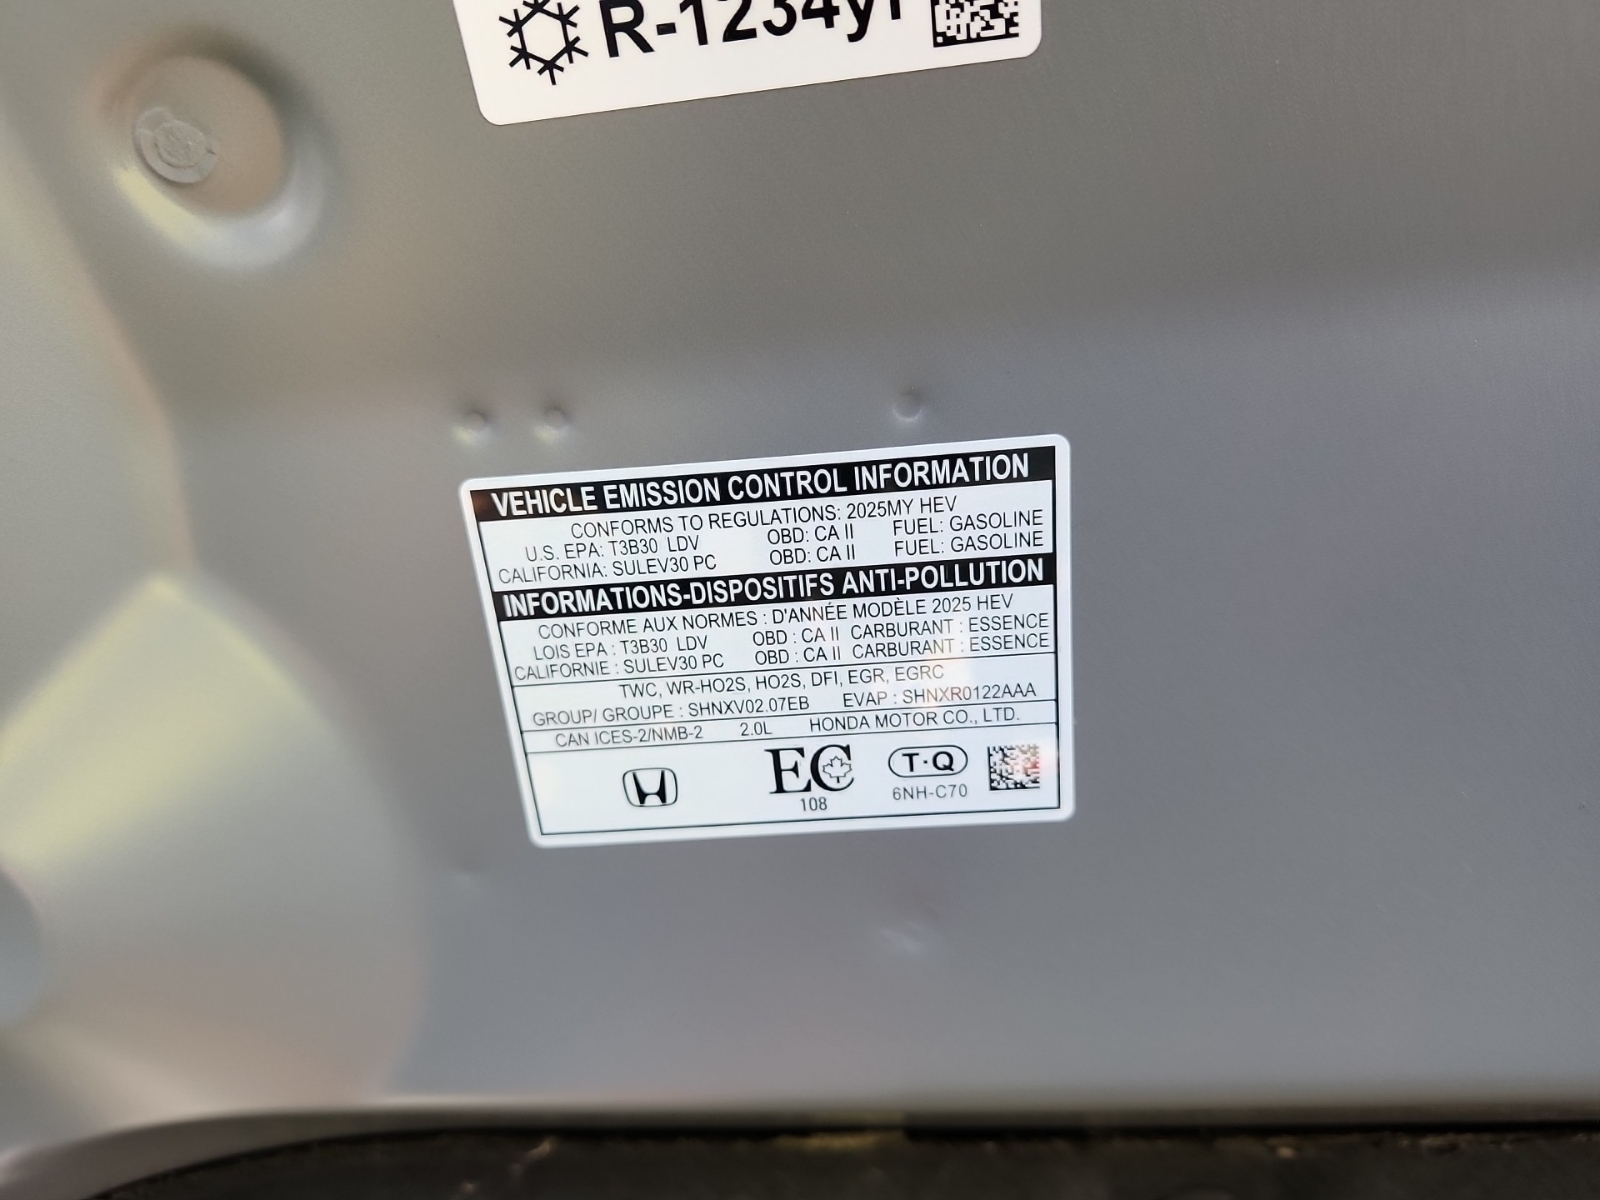 R-1234yf
VEHICLE EMISSION CONTROL INFORMATION
CONFORMS TO REGULATIONS: 2025MY HEV
U.S. EPA: T3B30 LDV OBD: CA II FUEL: GASOLINE
CALIFORNIA: SULEV30 PC OBD: CA II FUEL: GASOLINE
INFORMATIONS-DISPOSITIFS ANTI-POLLUTION
CONFORME AUX NORMES : D'ANNÉE MODÈLE 2025 HEV
LOIS EPA : T3B30 LDV OBD : CA II CARBURANT : ESSENCE
CALIFORNIE : SULEV30 PC OBD : CA II CARBURANT : ESSENCE
TWC, WR-HO2S, HO2S, DFI, EGR, EGRC
GROUP/ GROUPE : SHNXV02.07EB EVAP : SHNXR0122AAA
CAN ICES-2/NMB-2 2.0L HONDA MOTOR CO., LTD.
EC T·Q
108 6NH-C70